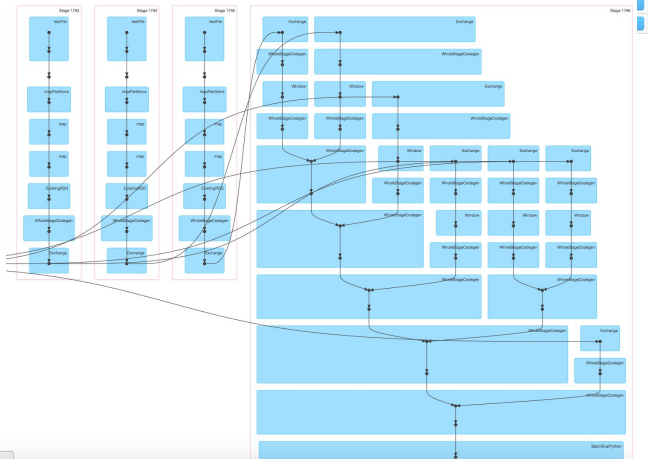 Stage 1793
textFile
mapPartitions
map
map
ExistingRDD
WholeStageCodegen
Exchange
Stage 1794
textFile
mapPartitions
map
map
ExistingRDD
WholeStageCodegen
Exchange
Stage 1795
textFile
mapPartitions
map
map
ExistingRDD
WholeStageCodegen
Exchange
Stage 1796
Exchange
Exchange
WholeStageCodegen
WholeStageCodegen
Window
Window
Exchange
WholeStageCodegen
WholeStageCodegen
WholeStageCodegen
WholeStageCodegen
Window
Exchange
Exchange
Exchange
WholeStageCodegen
WholeStageCodegen
WholeStageCodegen
WholeStageCodegen
WholeStageCodegen
Window
Window
Window
WholeStageCodegen
WholeStageCodegen
WholeStageCodegen
WholeStageCodegen
WholeStageCodegen
WholeStageCodegen
Exchange
WholeStageCodegen
WholeStageCodegen
BatchEvalPython